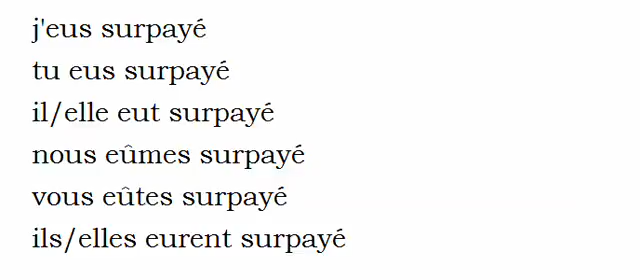 j'eus surpayé
tu eus surpayé
il/elle eut surpayé
nous eûmes surpayé
vous eûtes surpayé
ils/elles eurent surpayé